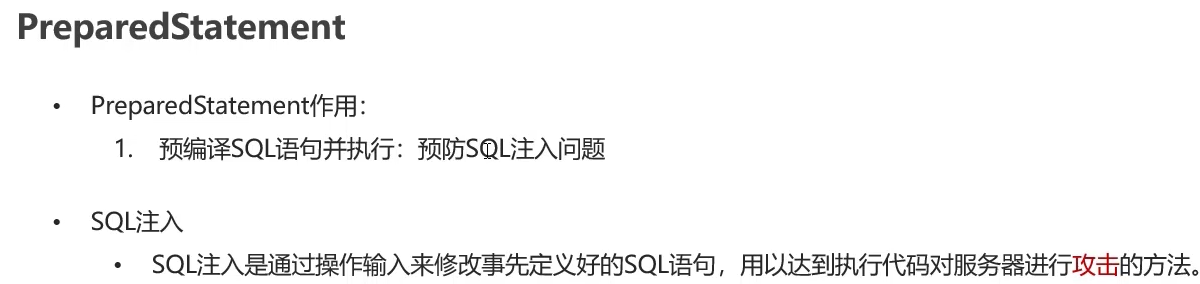 PreparedStatement
• PreparedStatement作用：
1. 预编译SQL语句并执行：预防SQL注入问题
• SQL注入
• SQL注入是通过操作输入来修改事先定义好的SQL语句，用以达到执行代码对服务器进行攻击的方法。